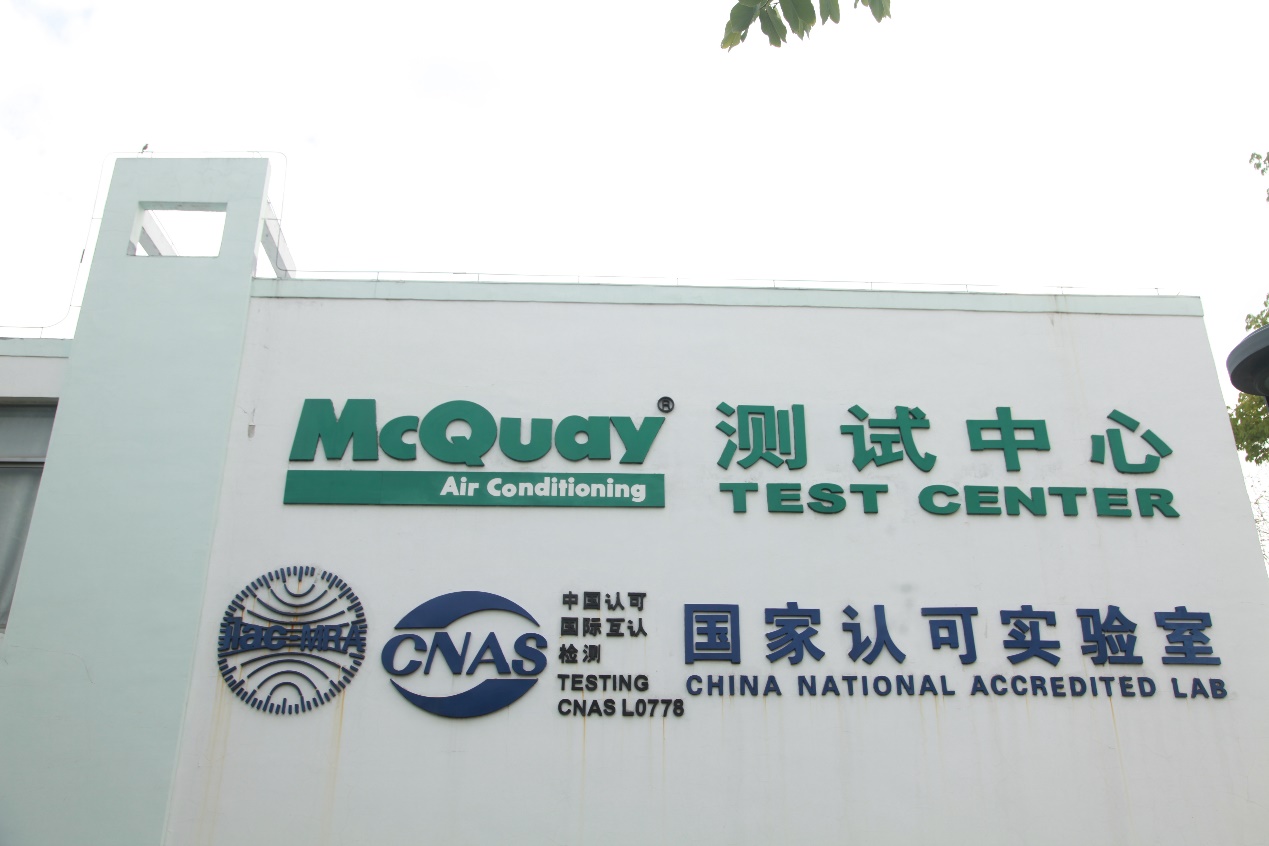 McQuay®
Air Conditioning
测试中心
TEST CENTER
ilac-MRA
CNAS
中国认可
国际互认
检测
TESTING
CNAS L0778
国家认可实验室
CHINA NATIONAL ACCREDITED LAB